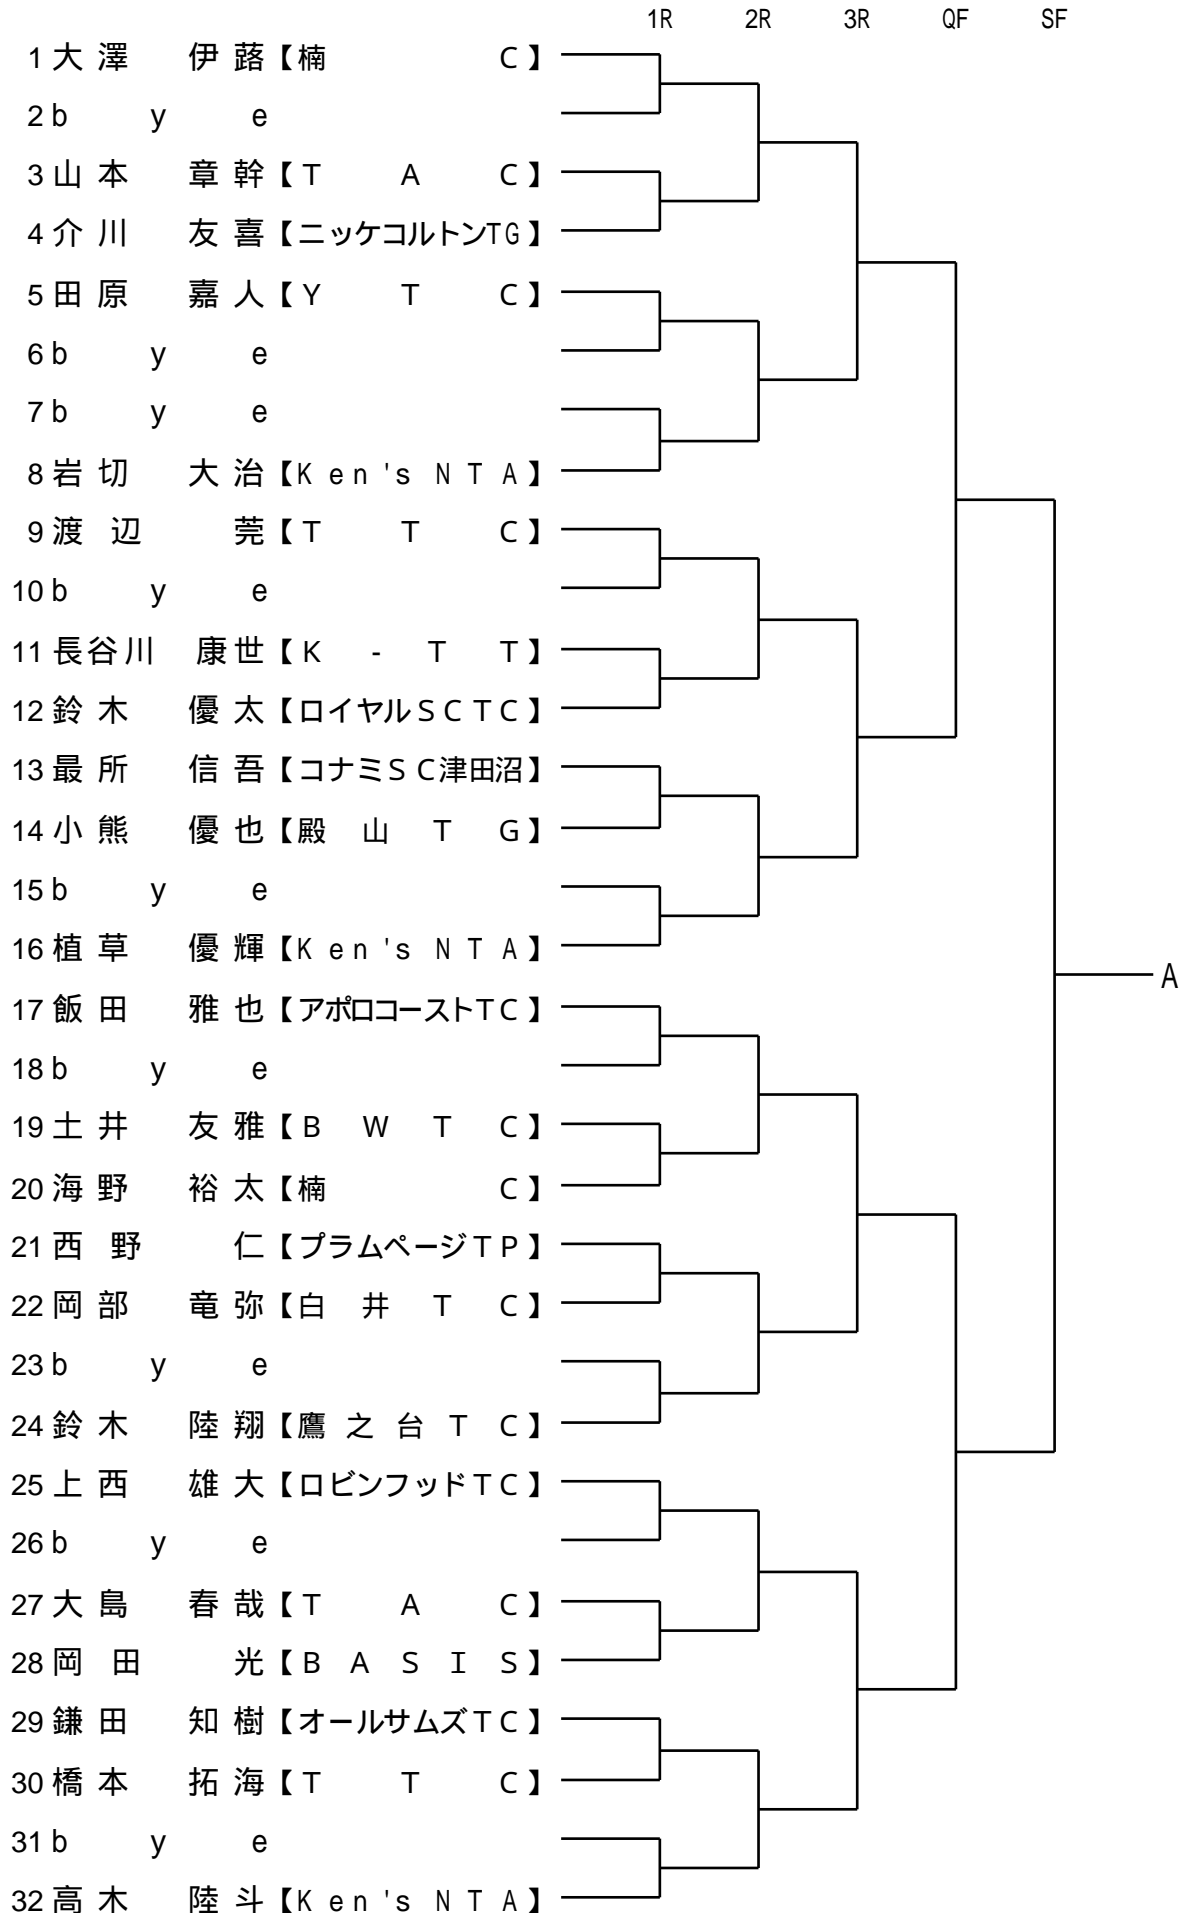 1R 2R 3R QF SF
1 大澤 伊蕗【楠 C】
2 bye
3 山本 章幹【TAC】
4 介川 友喜【ニッケコルトンTG】
5 田原 嘉人【YTC】
6 bye
7 bye
8 岩切 大治【Ken's NTA】
9 渡辺 莞【TTC】
10 bye
11 長谷川 康世【K-TT】
12 鈴木 優太【ロイヤルSCTC】
13 最所 信吾【コナミSC津田沼】
14 小熊 優也【殿山TG】
15 bye
16 植草 優輝【Ken's NTA】
A
17 飯田 雅也【アポロコーストTC】
18 bye
19 土井 友雅【BWTC】
20 海野 裕太【楠 C】
21 西野 仁【プラムページTP】
22 岡部 竜弥【白井TC】
23 bye
24 鈴木 陸翔【鷹之台TC】
25 上西 雄大【ロビンフッドTC】
26 bye
27 大島 春哉【TAC】
28 岡田 光【BASIS】
29 鎌田 知樹【オールサムズTC】
30 橋本 拓海【TTC】
31 bye
32 高木 陸斗【Ken's NTA】